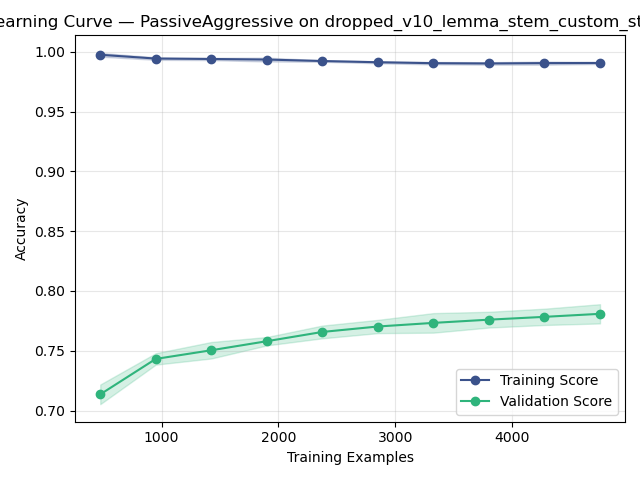 earning Curve — PassiveAggressive on dropped_v10_lemma_stem_custom_st
1.00
0.95
0.90
0.85
0.80
0.75
0.70
Accuracy
Training Score
Validation Score
1000 2000 3000 4000
Training Examples